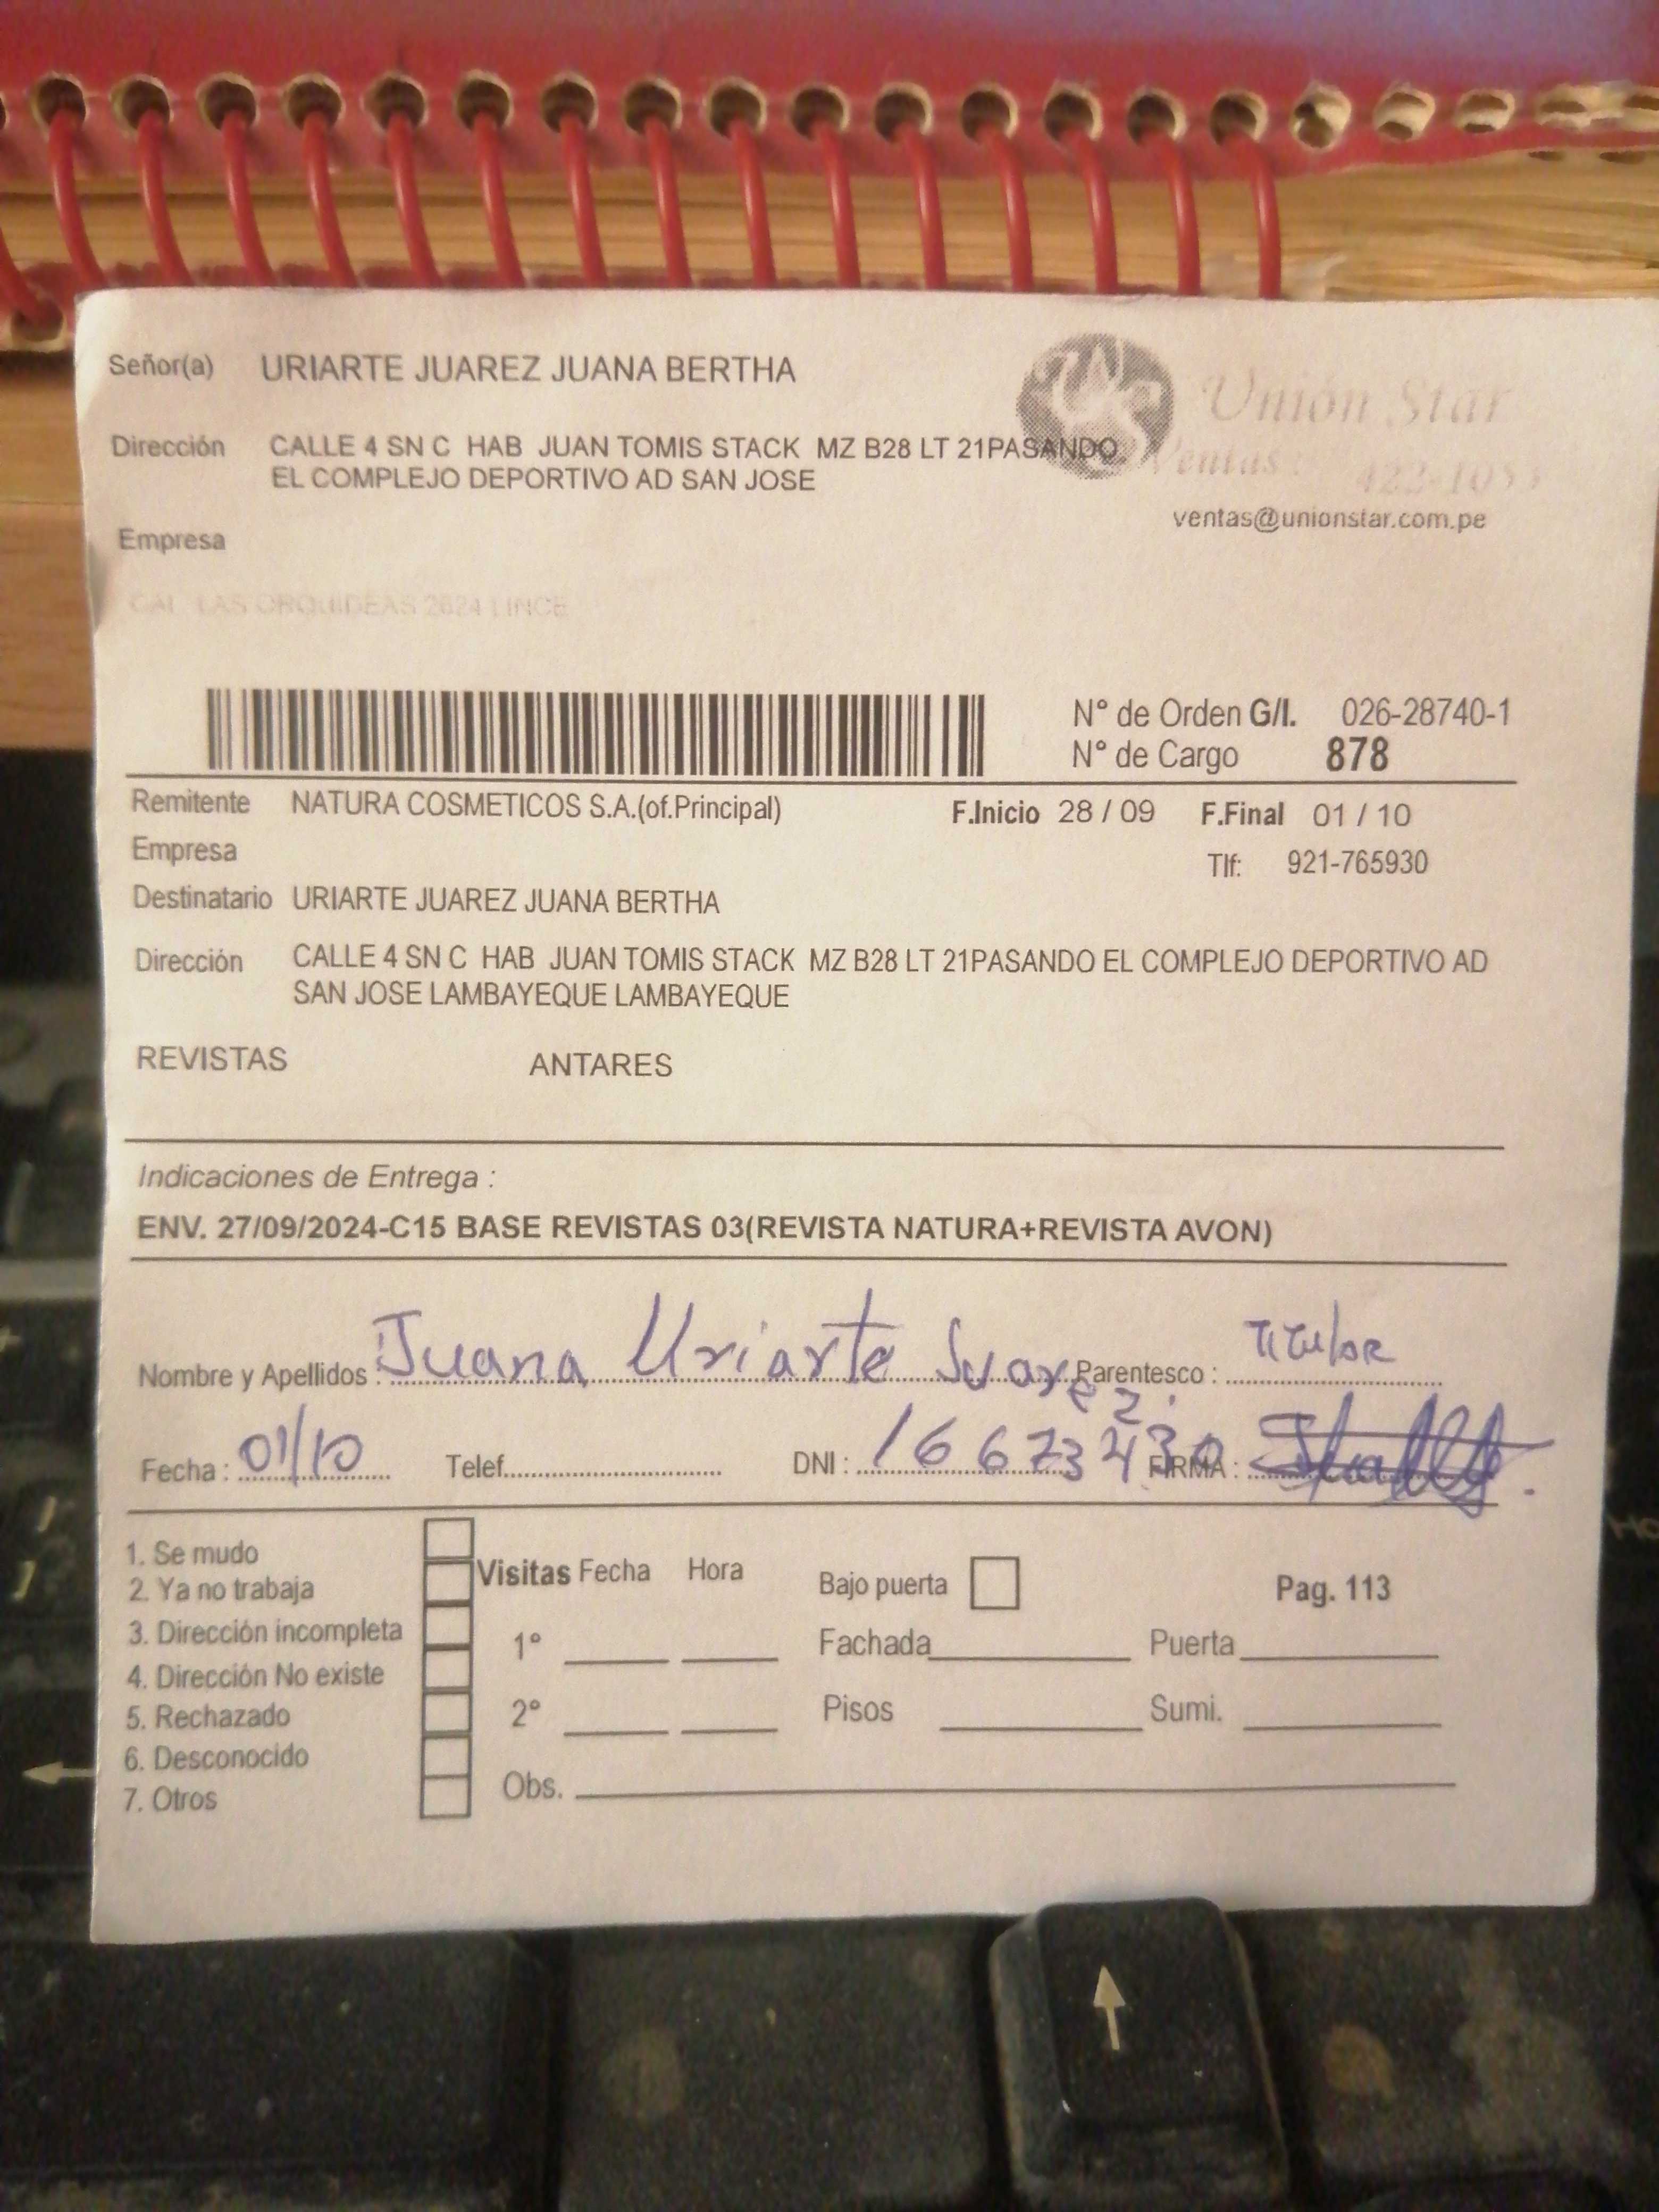 Señor(a) URIARTE JUAREZ JUANA BERTHA
Unión Star
Dirección CALLE 4 SN C HAB JUAN TOMIS STACK MZ B28 LT 21PASANDO
EL COMPLEJO DEPORTIVO AD SAN JOSE
Ventas:
ventas@unionstar.com.pe
Empresa
CAL. LAS ORQUIDEAS 2624 LINCE
N° de Orden G/I. 026-28740-1
N° de Cargo 878
Remitente NATURA COSMETICOS S.A.(of.Principal) F.Inicio 28 / 09 F.Final 01 / 10
Empresa Tlf: 921-765930
Destinatario URIARTE JUAREZ JUANA BERTHA
Dirección CALLE 4 SN C HAB JUAN TOMIS STACK MZ B28 LT 21PASANDO EL COMPLEJO DEPORTIVO AD
SAN JOSE LAMBAYEQUE LAMBAYEQUE
REVISTAS ANTARES
Indicaciones de Entrega :
ENV. 27/09/2024-C15 BASE REVISTAS 03(REVISTA NATURA+REVISTA AVON)
Nombre y Apellidos : Juana Uriarte Juarez. Parentesco : Titular
Fecha : 01/10 Telef. DNI : 16673430 FIRMA :
1. Se mudo
2. Ya no trabaja Visitas Fecha Hora Bajo puerta Pag. 113
3. Dirección incompleta 1° Fachada Puerta
4. Dirección No existe
5. Rechazado 2° Pisos Sumi.
6. Desconocido
7. Otros Obs.